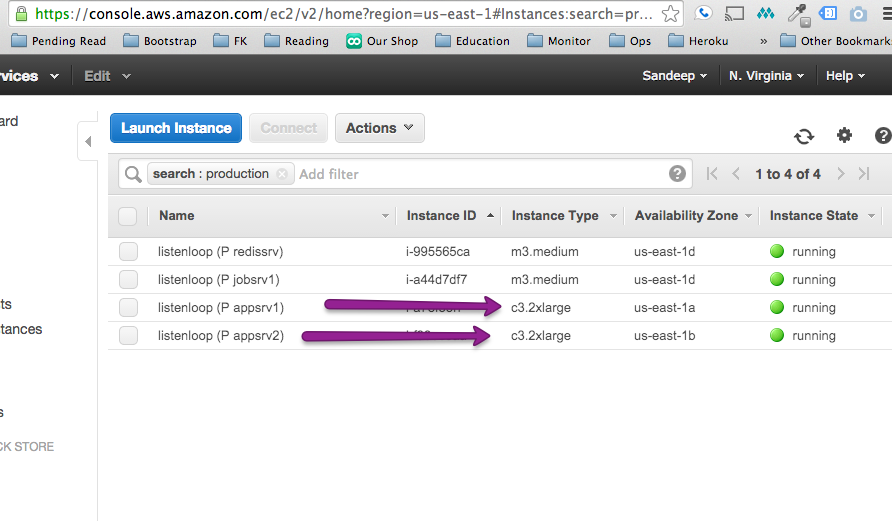 https://console.aws.amazon.com/ec2/v2/home?region=us-east-1#Instances:search=pr...
Pending Read Bootstrap FK Reading Our Shop Education Monitor Ops Heroku » Other Bookmark
rvices Edit Sandeep N. Virginia Help
ard
Launch Instance Connect Actions
search : production Add filter 1 to 4 of 4
Name Instance ID Instance Type Availability Zone Instance State
listenloop (P redissrv) i-995565ca m3.medium us-east-1d running
listenloop (P jobsrv1) i-a44d7df7 m3.medium us-east-1d running
ts
listenloop (P appsrv1) c3.2xlarge us-east-1a running
tances
listenloop (P appsrv2) c3.2xlarge us-east-1b running
s
CK STORE